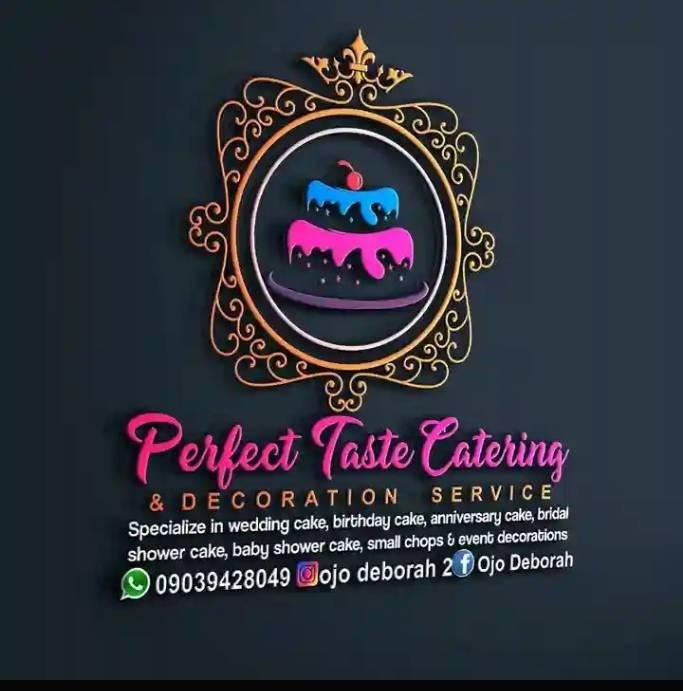 Perfect Taste Catering
& DECORATION SERVICE
Specialize in wedding cake, birthday cake, anniversary cake, bridal
shower cake, baby shower cake, small chops & event decorations
09039428049 ojo deborah 2 Ojo Deborah